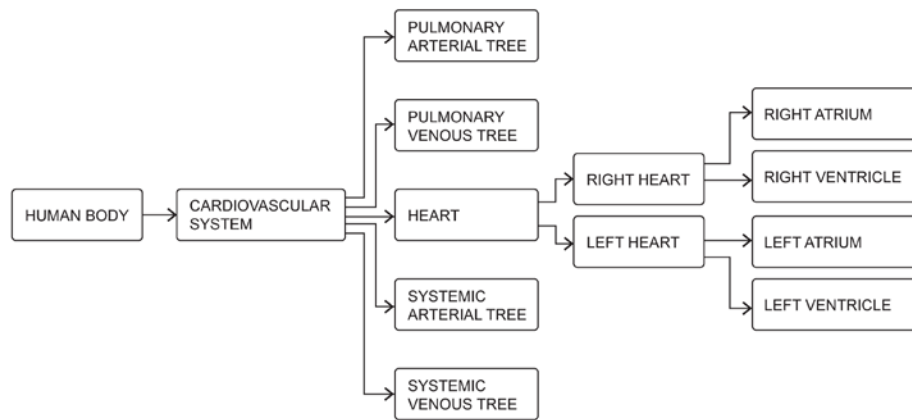 HUMAN BODY
CARDIOVASCULAR
SYSTEM
PULMONARY
ARTERIAL TREE
PULMONARY
VENOUS TREE
HEART
SYSTEMIC
ARTERIAL TREE
SYSTEMIC
VENOUS TREE
RIGHT HEART
LEFT HEART
RIGHT ATRIUM
RIGHT VENTRICLE
LEFT ATRIUM
LEFT VENTRICLE